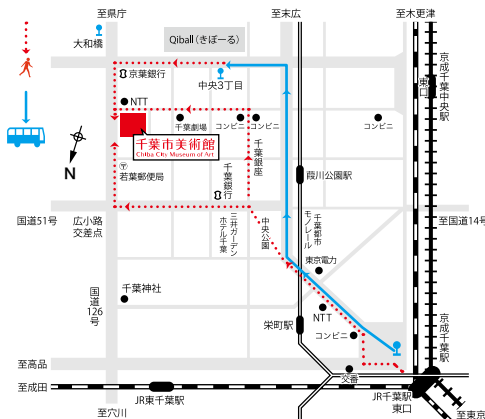 至県庁
至末広
至木更津
大和橋
Qiball（きぼーる）
京葉銀行
中央3丁目
東口
京成千葉中央駅
NTT
千葉劇場
コンビニ
コンビニ
コンビニ
千葉市美術館
Chiba City Museum of Art
千葉銀座
〒
若葉郵便局
千葉銀行
葭川公園駅
N
国道51号
広小路
交差点
三井ガーデン
ホテル千葉
中央公園
千葉都市
モノレール
至国道14号
東京電力
千葉神社
国道126号
NTT
栄町駅
コンビニ
京成千葉駅
至高品
交番
至成田
JR東千葉駅
JR千葉駅
東口
至穴川
至東京